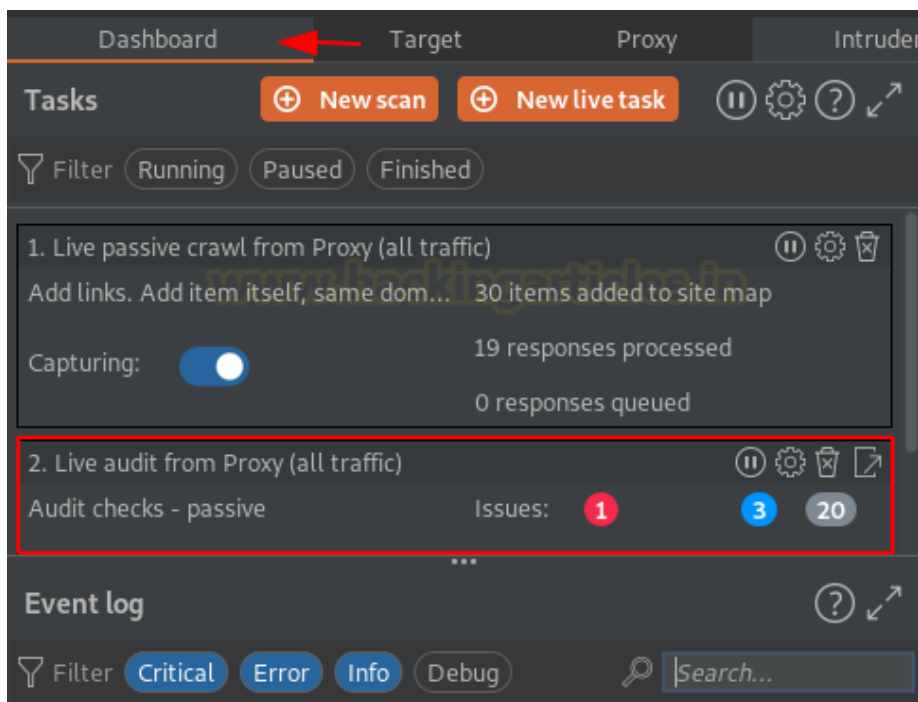 Dashboard Target Proxy Intruder
Tasks New scan New live task
Filter Running Paused Finished
1. Live passive crawl from Proxy (all traffic)
www.hackingarticles.in
Add links. Add item itself, same dom... 30 items added to site map
Capturing: 19 responses processed
0 responses queued
2. Live audit from Proxy (all traffic)
Audit checks - passive Issues: 1 3 20
Event log
Filter Critical Error Info Debug Search...